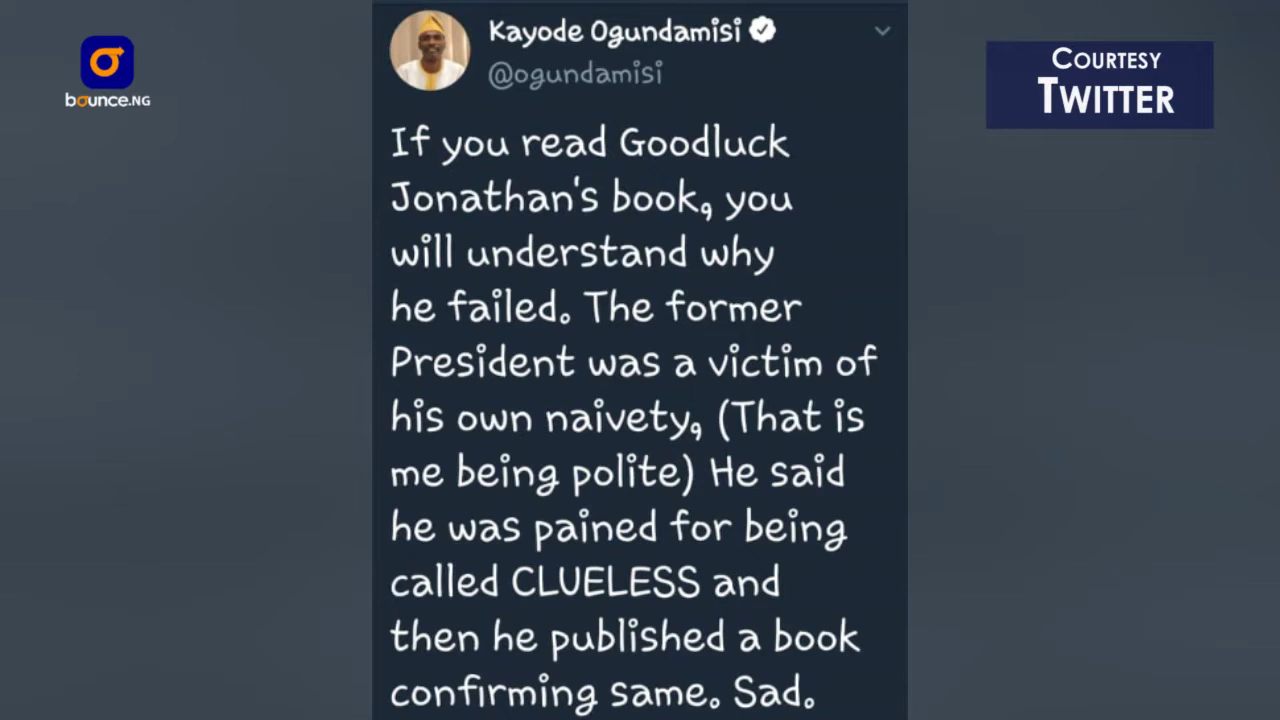 bounce.NG
Kayode Ogundamisi
@ogundamisi
COURTESY
TWITTER
If you read Goodluck
Jonathan's book, you
will understand why
he failed. The former
President was a victim of
his own naivety, (That is
me being polite) He said
he was pained for being
called CLUELESS and
then he published a book
confirming same. Sad.